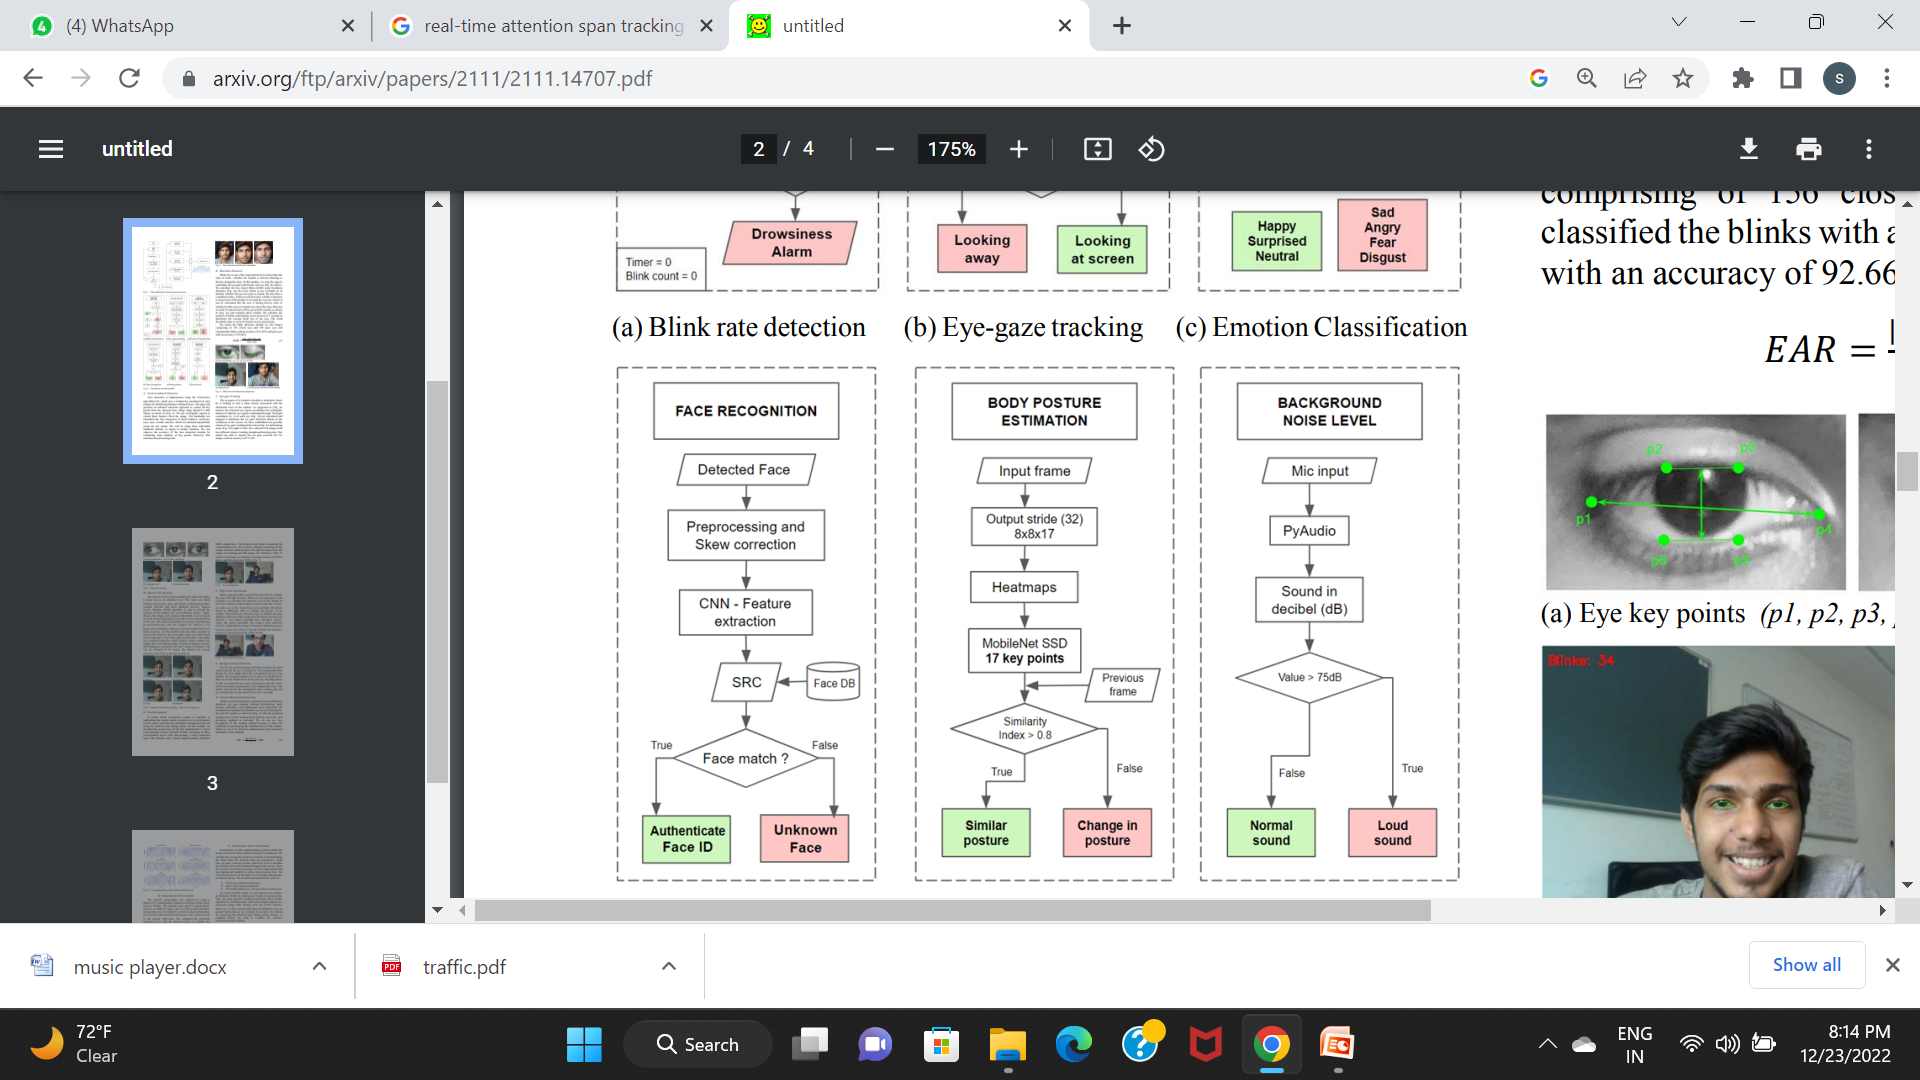 (4) WhatsApp
real-time attention span tracking
untitled
arxiv.org/ftp/arxiv/papers/2111/2111.14707.pdf
S
untitled
2 / 4
175%
2
3
Timer = 0
Blink count = 0
Drowsiness
Alarm
Looking
away
Looking
at screen
Happy
Surprised
Neutral
Sad
Angry
Fear
Disgust
(a) Blink rate detection
(b) Eye-gaze tracking
(c) Emotion Classification
FACE RECOGNITION
Detected Face
Preprocessing and
Skew correction
CNN - Feature
extraction
SRC
Face DB
Face match ?
True
False
Authenticate
Face ID
Unknown
Face
BODY POSTURE
ESTIMATION
Input frame
Output stride (32)
8x8x17
Heatmaps
MobileNet SSD
17 key points
Previous
frame
Similarity
Index > 0.8
True
False
Similar
posture
Change in
posture
BACKGROUND
NOISE LEVEL
Mic input
PyAudio
Sound in
decibel (dB)
Value > 75dB
False
True
Normal
sound
Loud
sound
comprising of 156 clos
classified the blinks with a
with an accuracy of 92.66
EAR =
p1
p2
p3
p4
p5
p6
(a) Eye key points (p1, p2, p3,
Blinks: 34
music player.docx
PDF
traffic.pdf
Show all
72°F
Clear
Search
ENG
IN
8:14 PM
12/23/2022